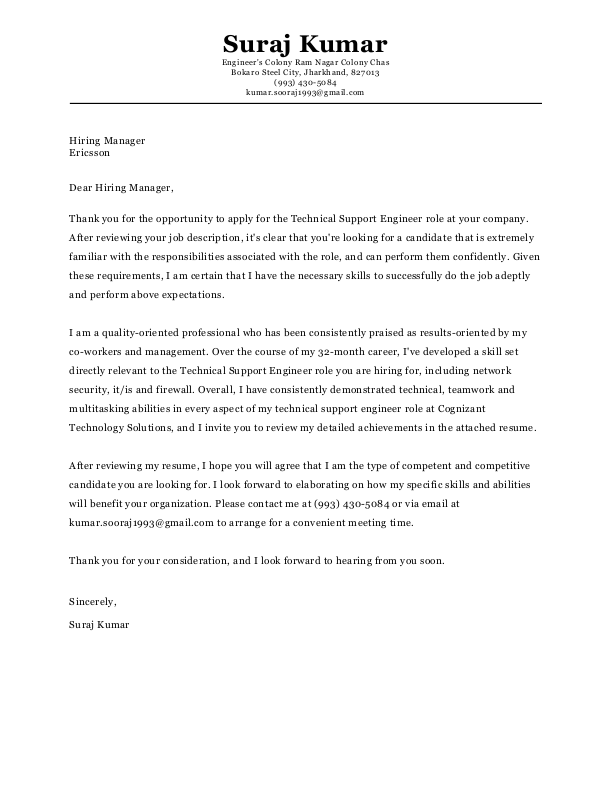 Suraj Kumar
Engineer's Colony Ram Nagar Colony Chas
Bokaro Steel City, Jharkhand, 827013
(993) 430-5084
kumar.sooraj1993@gmail.com
Hiring Manager
Ericsson
Dear Hiring Manager,
Thank you for the opportunity to apply for the Technical Support Engineer role at your company.
After reviewing your job description, it's clear that you're looking for a candidate that is extremely
familiar with the responsibilities associated with the role, and can perform them confidently. Given
these requirements, I am certain that I have the necessary skills to successfully do the job adeptly
and perform above expectations.
I am a quality-oriented professional who has been consistently praised as results-oriented by my
co-workers and management. Over the course of my 32-month career, I've developed a skill set
directly relevant to the Technical Support Engineer role you are hiring for, including network
security, it/is and firewall. Overall, I have consistently demonstrated technical, teamwork and
multitasking abilities in every aspect of my technical support engineer role at Cognizant
Technology Solutions, and I invite you to review my detailed achievements in the attached resume.
After reviewing my resume, I hope you will agree that I am the type of competent and competitive
candidate you are looking for. I look forward to elaborating on how my specific skills and abilities
will benefit your organization. Please contact me at (993) 430-5084 or via email at
kumar.sooraj1993@gmail.com to arrange for a convenient meeting time.
Thank you for your consideration, and I look forward to hearing from you soon.
Sincerely,
Suraj Kumar